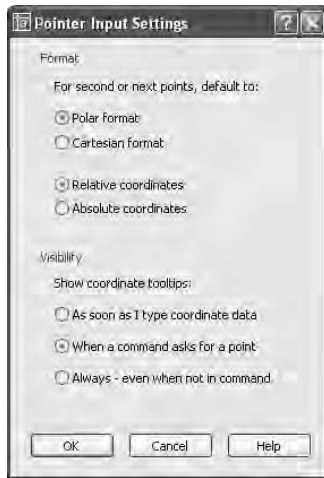 Pointer Input Settings
Format
For second or next points, default to:
Polar format
Cartesian format
Relative coordinates
Absolute coordinates
Visibility
Show coordinate tooltips:
As soon as I type coordinate data
When a command asks for a point
Always - even when not in command
OK Cancel Help